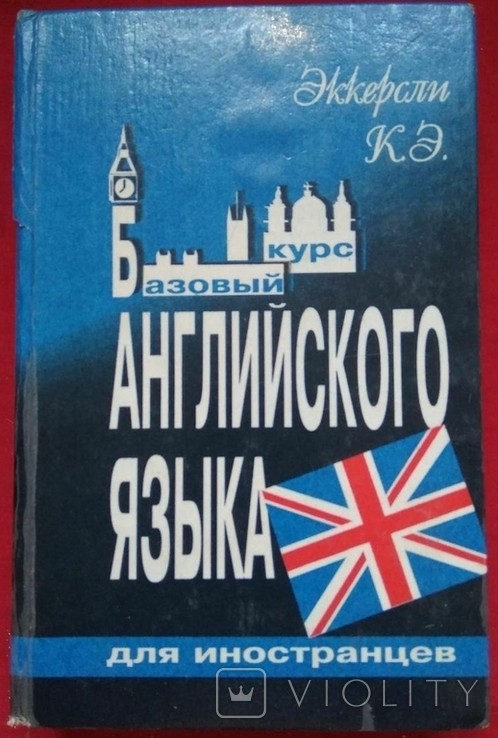 Эккерсли
К.Э.
Базовый курс
АНГЛИЙСКОГО
ЯЗЫКА
для иностранцев
VIOLITY